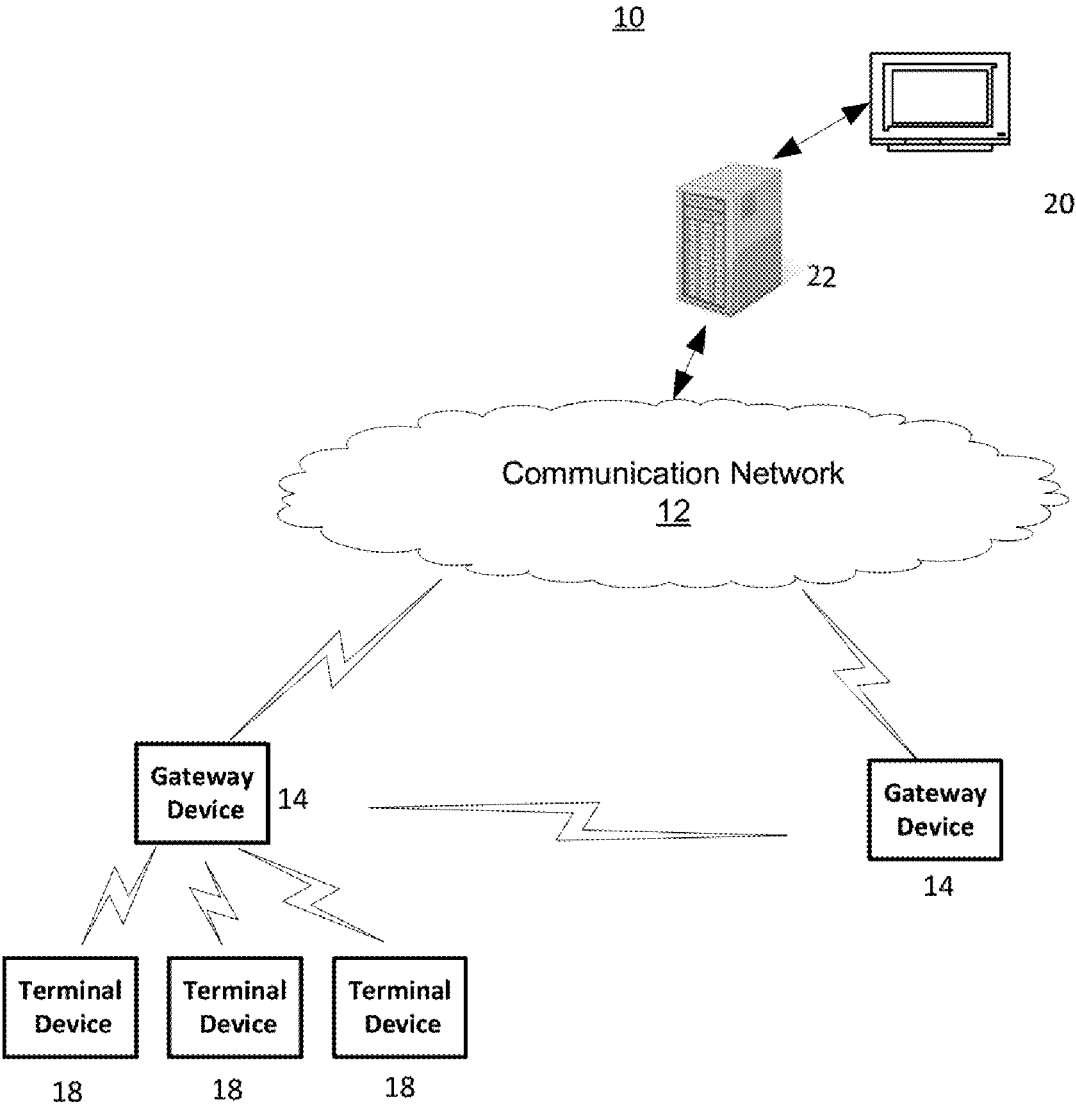 10
20
22
Communication Network
12
Gateway
Device
14
Gateway
Device
14
Terminal
Device
Terminal
Device
Terminal
Device
18
18
18